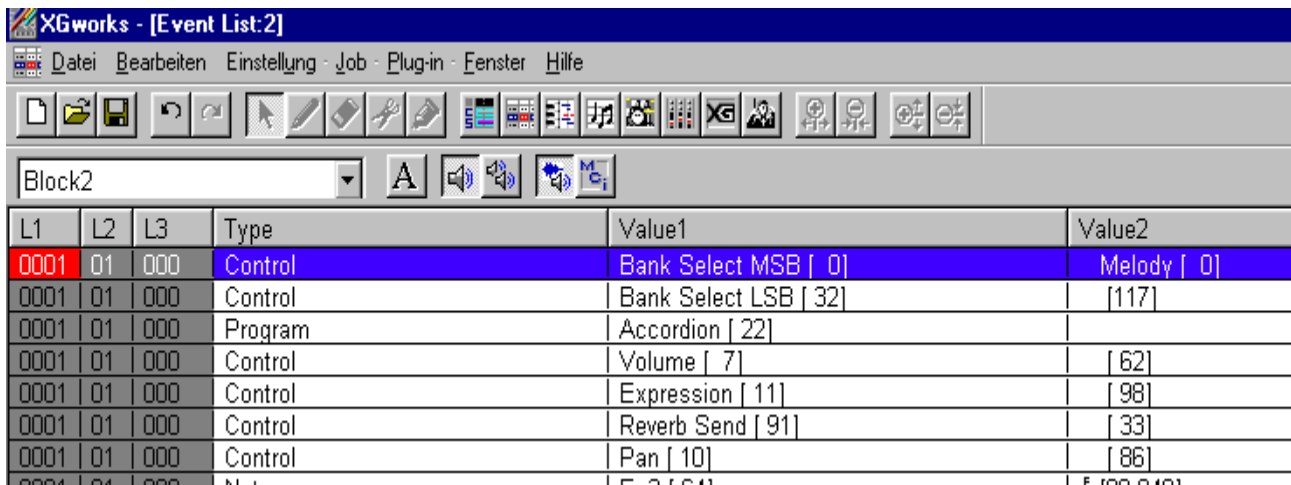 XGworks - [Event List:2]
Datei Bearbeiten Einstellung Job Plug-in Fenster Hilfe
XG
Block2 A MCi
L1 L2 L3 Type Value1 Value2
0001 01 000 Control Bank Select MSB [ 0] Melody [ 0]
0001 01 000 Control Bank Select LSB [ 32] [117]
0001 01 000 Program Accordion [ 22]
0001 01 000 Control Volume [ 7] [ 62]
0001 01 000 Control Expression [ 11] [ 98]
0001 01 000 Control Reverb Send [ 91] [ 33]
0001 01 000 Control Pan [ 10] [ 86]